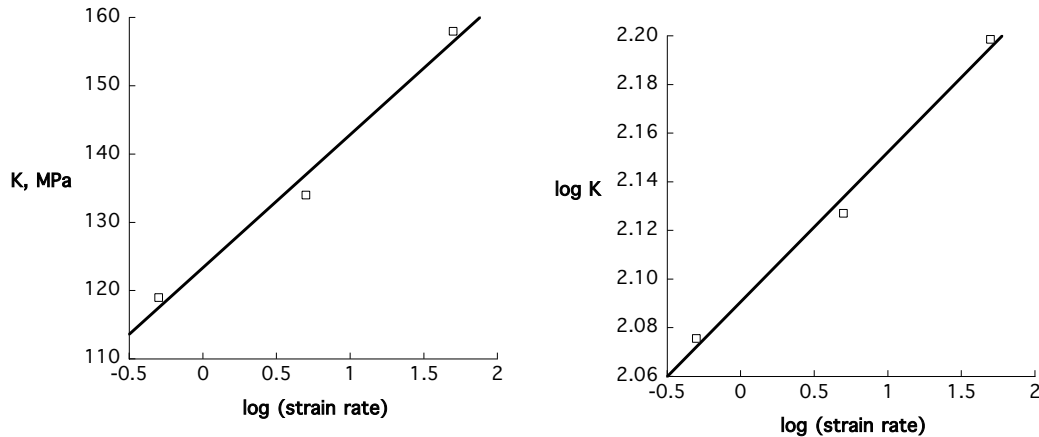 160
150
140
130
120
110
K, MPa
-0.5 0 0.5 1 1.5 2
log (strain rate)
2.20
2.18
2.16
2.14
2.12
2.10
2.08
2.06
log K
-0.5 0 0.5 1 1.5 2
log (strain rate)